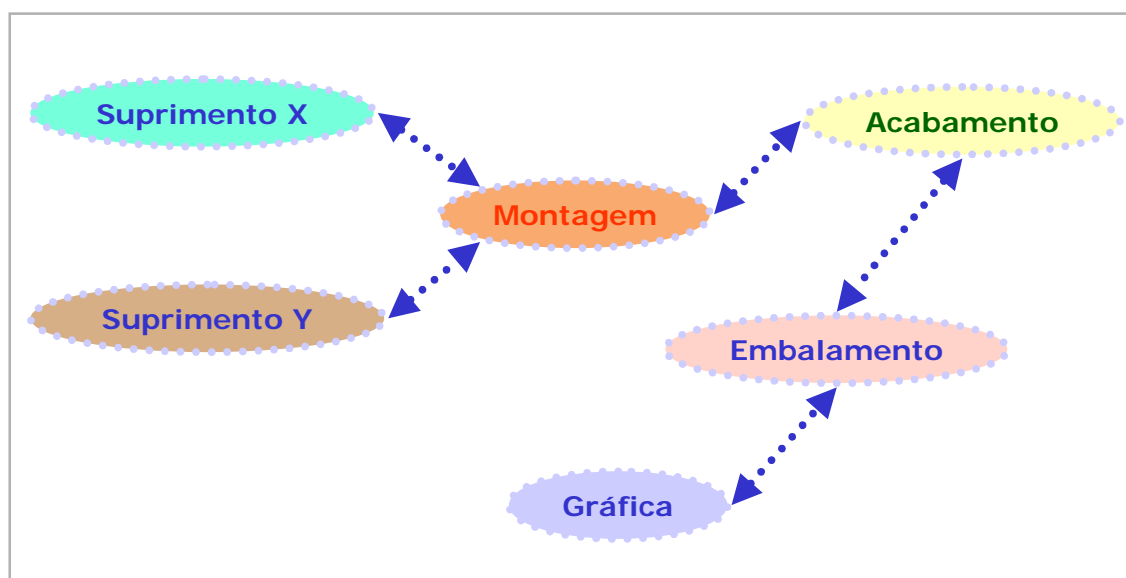 Suprimento X
Acabamento
Montagem
Suprimento Y
Embalamento
Gráfica